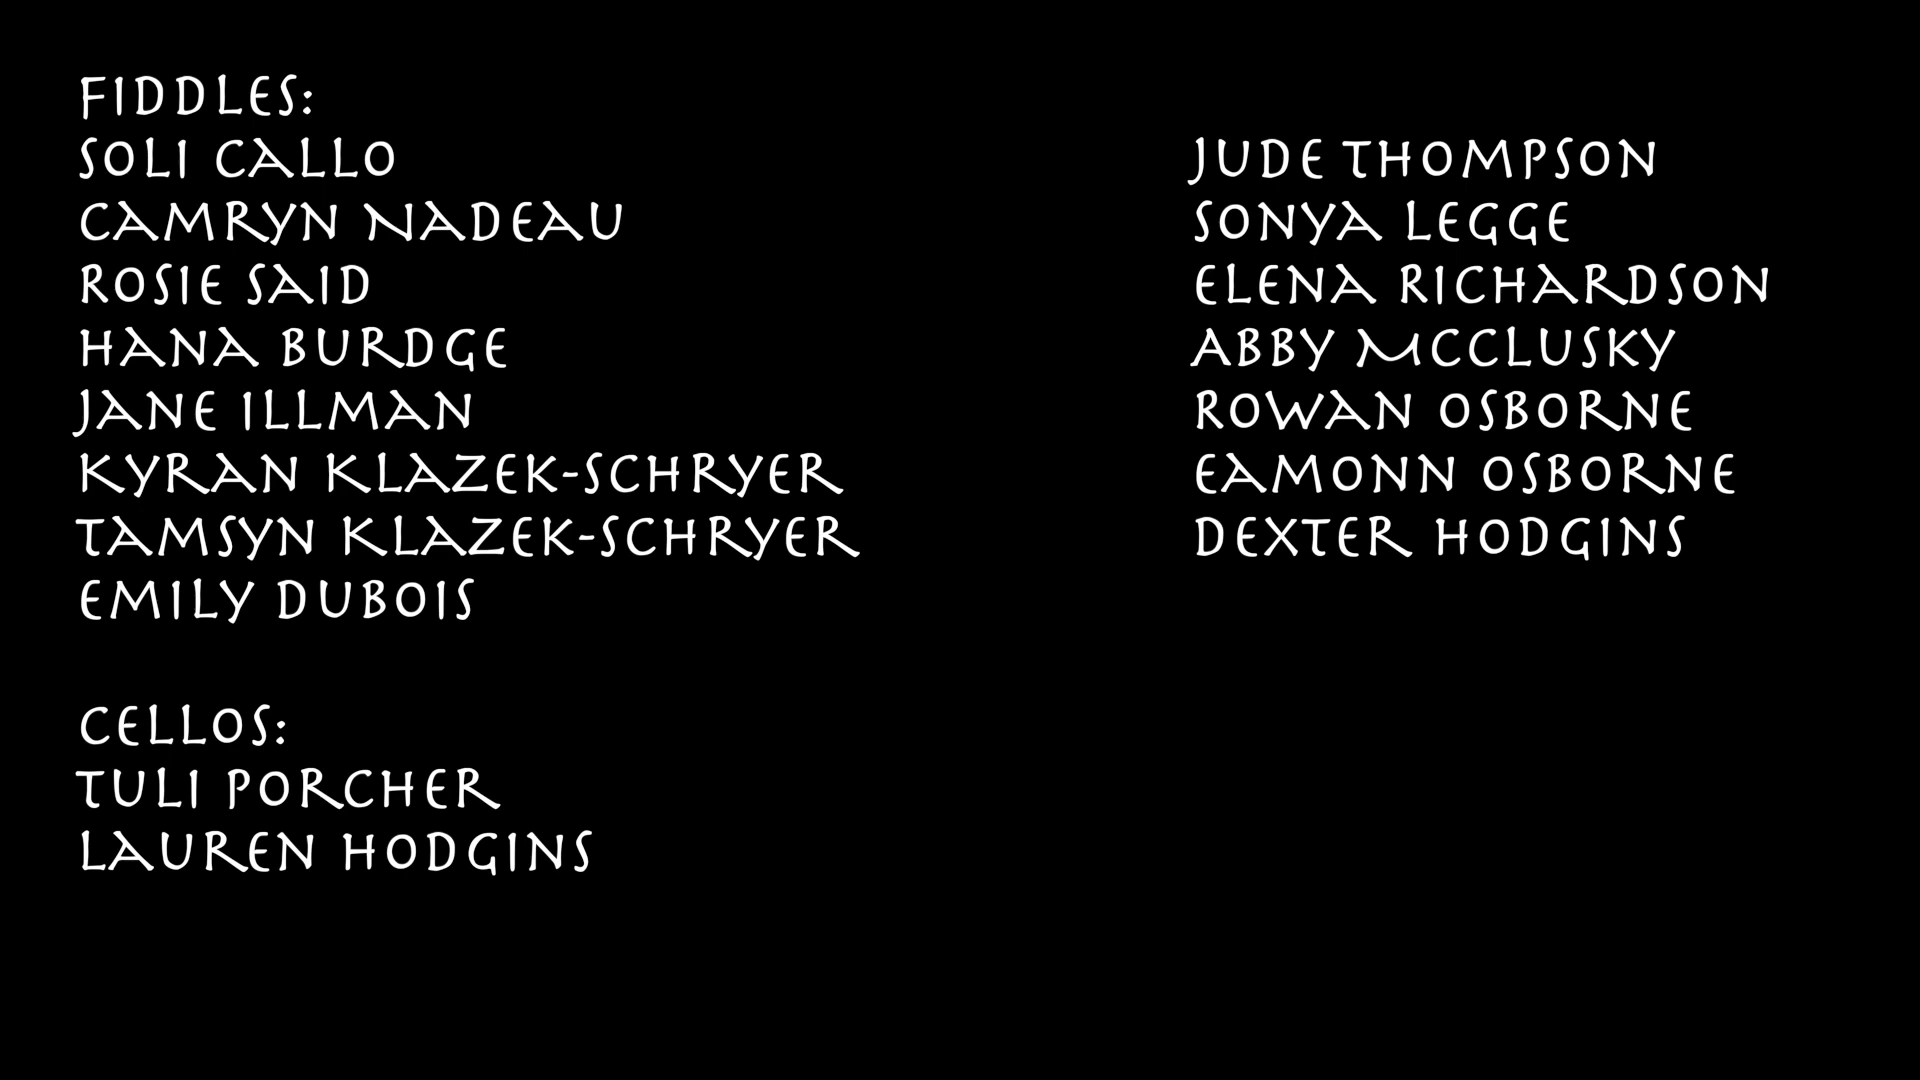 FIDDLES:
SOLI CALLO
CAMRYN NADEAU
ROSIE SAID
HANA BURDGE
JANE ILLMAN
KYRAN KLAZEK-SCHRYER
TAMSYN KLAZEK-SCHRYER
EMILY DUBOIS
JUDE THOMPSON
SONYA LEGGE
ELENA RICHARDSON
ABBY MCCLUSKY
ROWAN OSBORNE
EAMONN OSBORNE
DEXTER HODGINS
CELLOS:
TULI PORCHER
LAUREN HODGINS